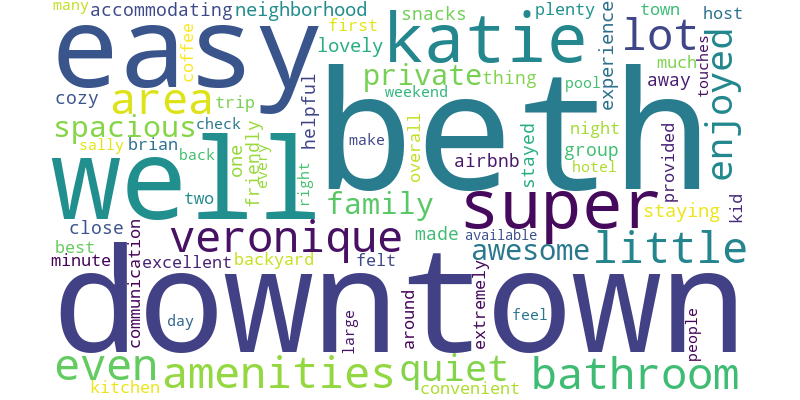 many
accommodating
neighborhood
snacks
plenty
town
host
easy
coffee
first
lovely
katie
experience
lot
touches
cozy
area
trip
private
thing
weekend
pool
much
away
enjoyed
spacious
check
helpful
beth
sally
brian
back
one
friendly
every
make
overall
airbnb
stayed
night
group
hotel
provided
well
two
right
family
super
staying
kid
close
veronique
made
available
awesome
little
best
minute
communication
excellent
backyard
felt
downtown
day
large
around
extremely
feel
people
even
amenities
quiet
bathroom
kitchen
convenient